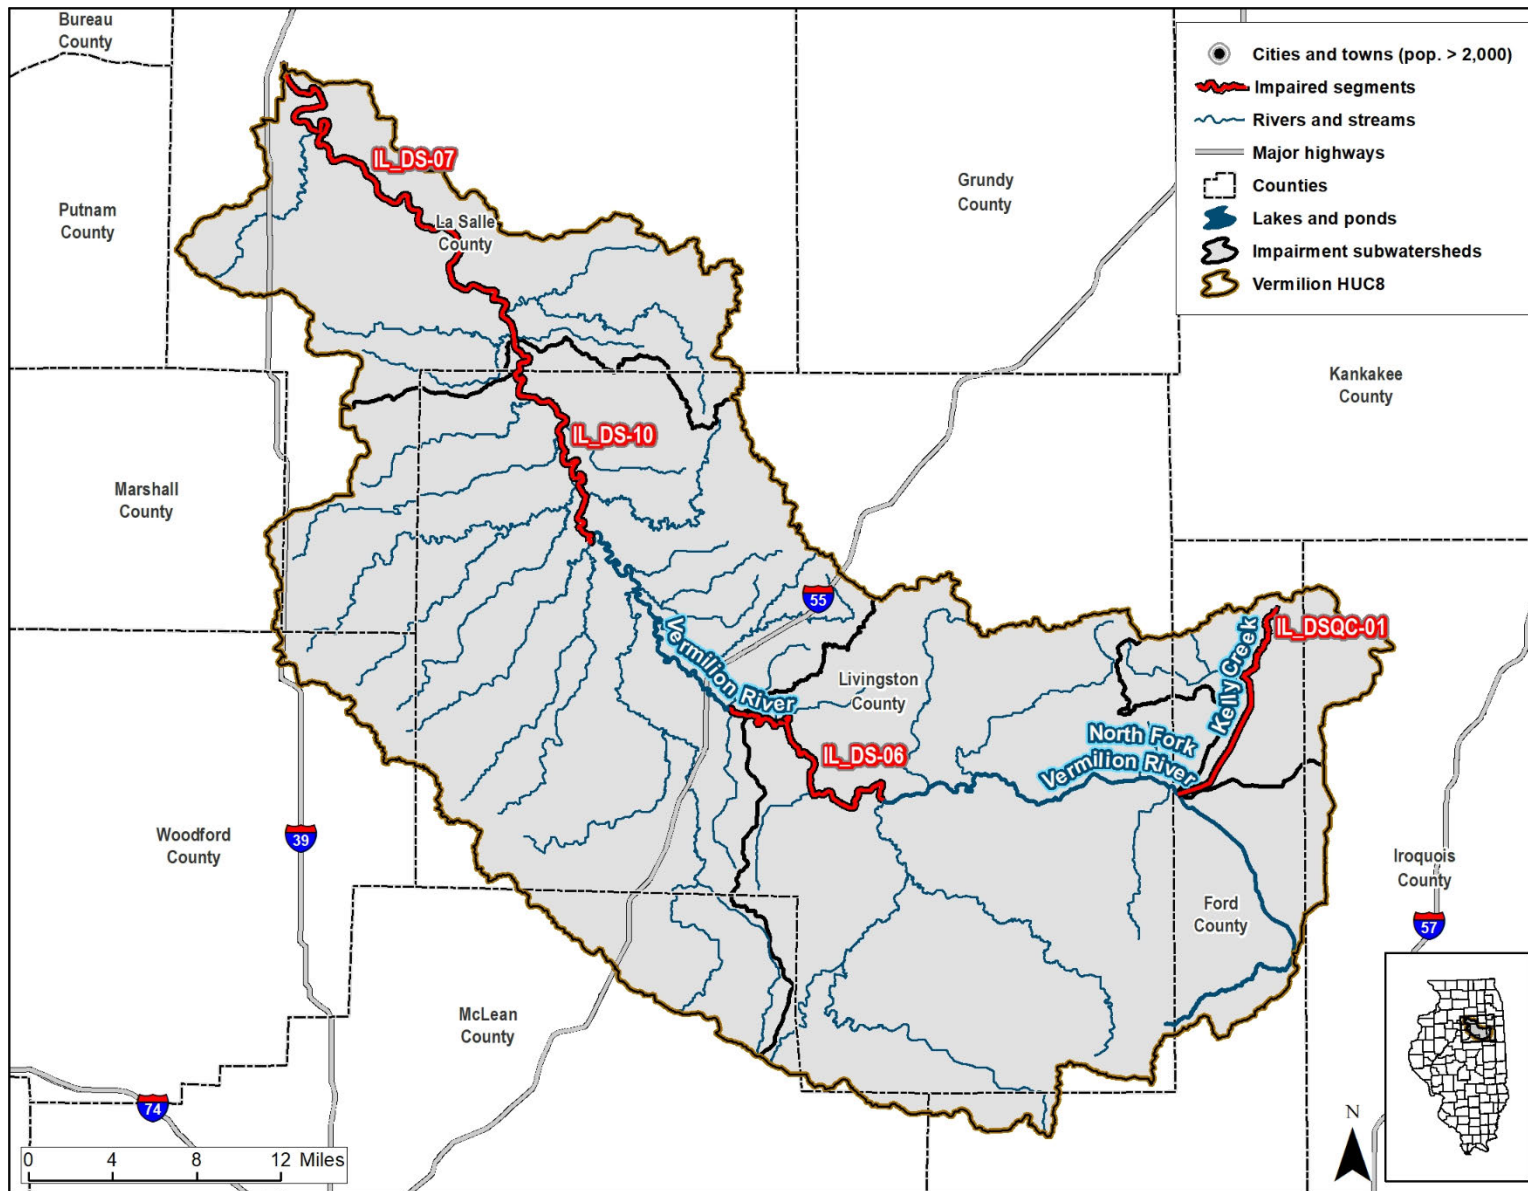 Bureau
County
Cities and towns (pop. > 2,000)
Impaired segments
Rivers and streams
Major highways
Counties
Lakes and ponds
Impairment subwatersheds
Vermilion HUC8
IL_DS-07
Grundy
County
Putnam
County
La Salle
County
Kankakee
County
IL_DS-10
Marshall
County
55
IL_DSQC-01
Kelly Creek
Vermilion River
Livingston
County
North Fork
Vermilion River
IL_DS-06
Woodford
County
39
Iroquois
County
Ford
County
57
McLean
County
74
N
0 4 8 12 Miles